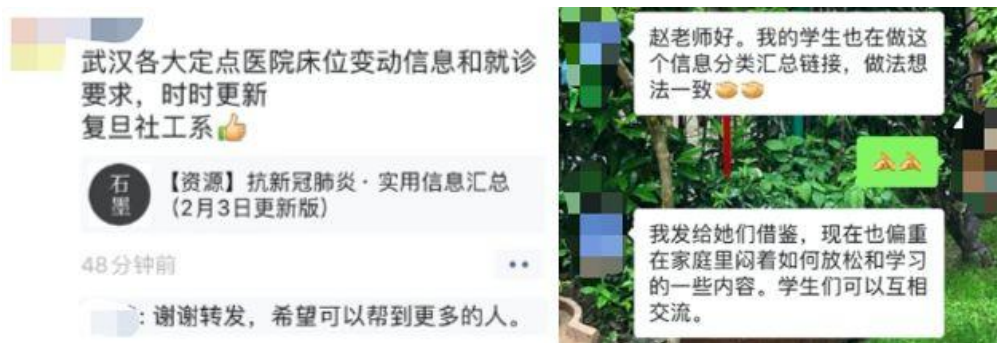 武汉各大定点医院床位变动信息和就诊
要求，时时更新
复旦社工系
石墨
【资源】抗新冠肺炎·实用信息汇总
（2月3日更新版）
48分钟前
：谢谢转发，希望可以帮到更多的人。
赵老师好。我的学生也在做这
个信息分类汇总链接，做法想
法一致
我发给她们借鉴，现在也偏重
在家庭里闷着如何放松和学习
的一些内容。学生们可以互相
交流。